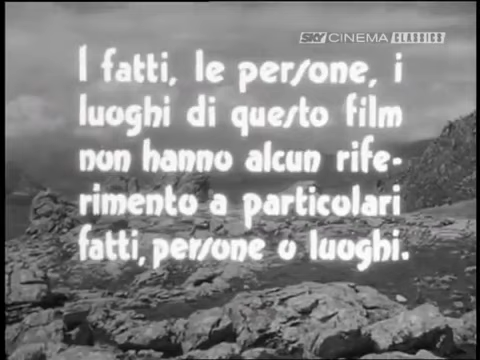 SKY CINEMA CLASSICS
I fatti, le persone, i
luoghi di questo film
non hanno alcun rife-
rimento a particolari
fatti, persone o luoghi.